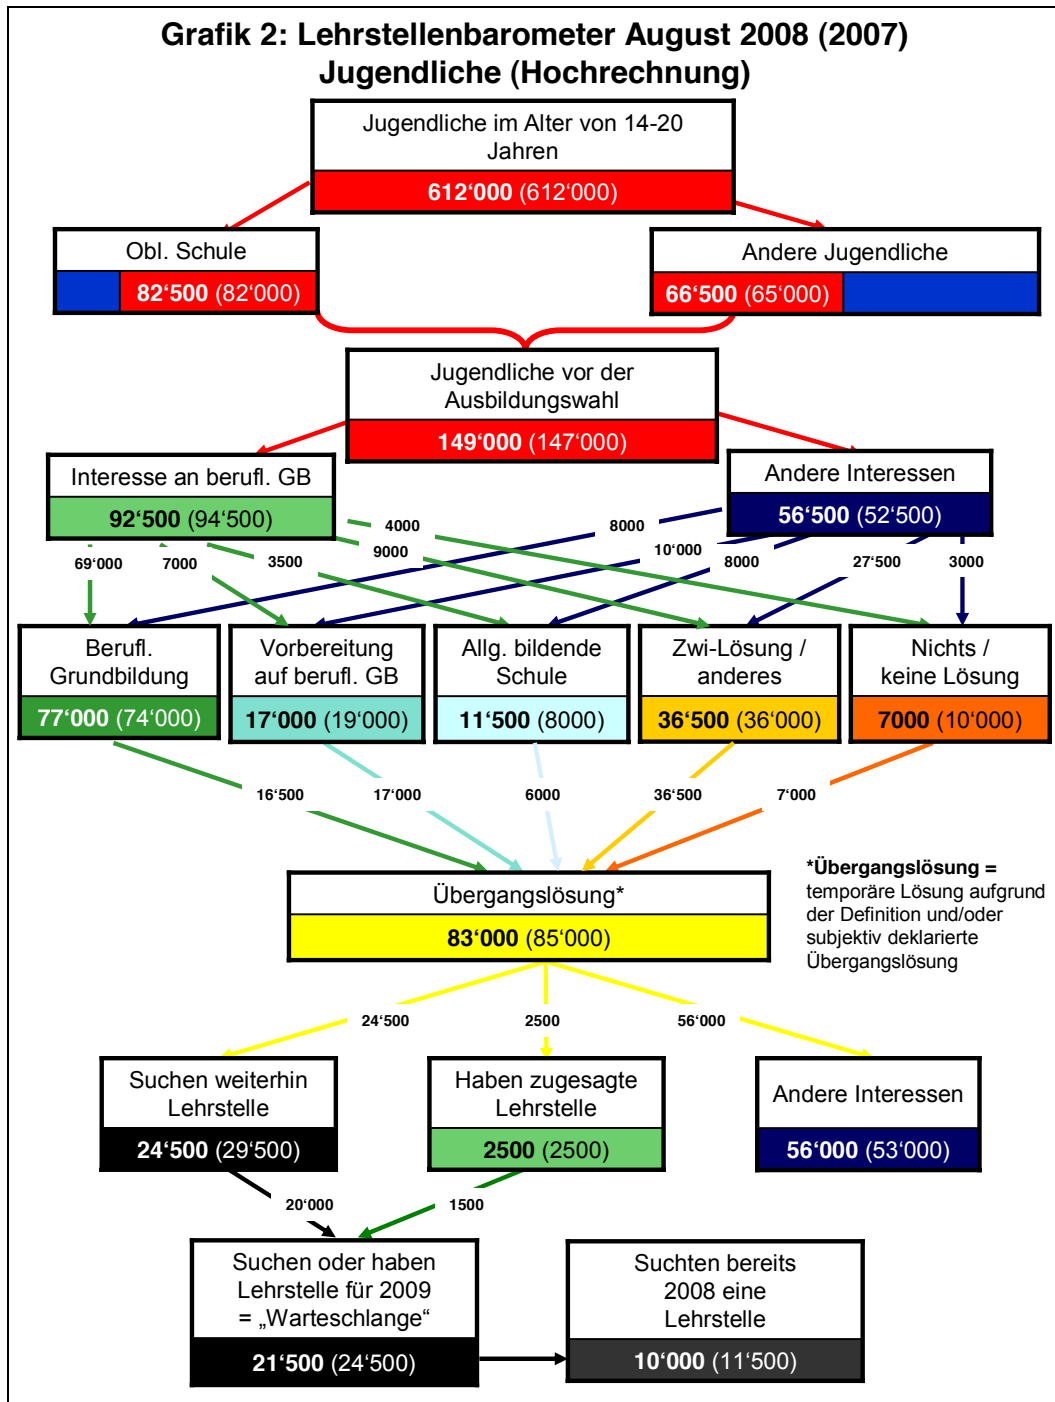 Grafik 2: Lehrstellenbarometer August 2008 (2007)
Jugendliche (Hochrechnung)
Jugendliche im Alter von 14-20
Jahren
612‘000 (612‘000)
Obl. Schule
82‘500 (82‘000)
Andere Jugendliche
66‘500 (65‘000)
Jugendliche vor der
Ausbildungswahl
149‘000 (147‘000)
Interesse an berufl. GB
92‘500 (94‘500)
Andere Interessen
56‘500 (52‘500)
4000
8000
69‘000
7000
3500
9000
10‘000
8000
27‘500
3000
Berufl.
Grundbildung
77‘000 (74‘000)
Vorbereitung
auf berufl. GB
17‘000 (19‘000)
Allg. bildende
Schule
11‘500 (8000)
Zwi-Lösung /
anderes
36‘500 (36‘000)
Nichts /
keine Lösung
7000 (10‘000)
16‘500
17‘000
6000
36‘500
7‘000
Übergangslösung*
83‘000 (85‘000)
*Übergangslösung =
temporäre Lösung aufgrund
der Definition und/oder
subjektiv deklarierte
Übergangslösung
24‘500
2500
56‘000
Suchen weiterhin
Lehrstelle
24‘500 (29‘500)
Haben zugesagte
Lehrstelle
2500 (2500)
Andere Interessen
56‘000 (53‘000)
20‘000
1500
Suchen oder haben
Lehrstelle für 2009
= „Warteschlange“
21‘500 (24‘500)
Suchten bereits
2008 eine
Lehrstelle
10‘000 (11‘500)